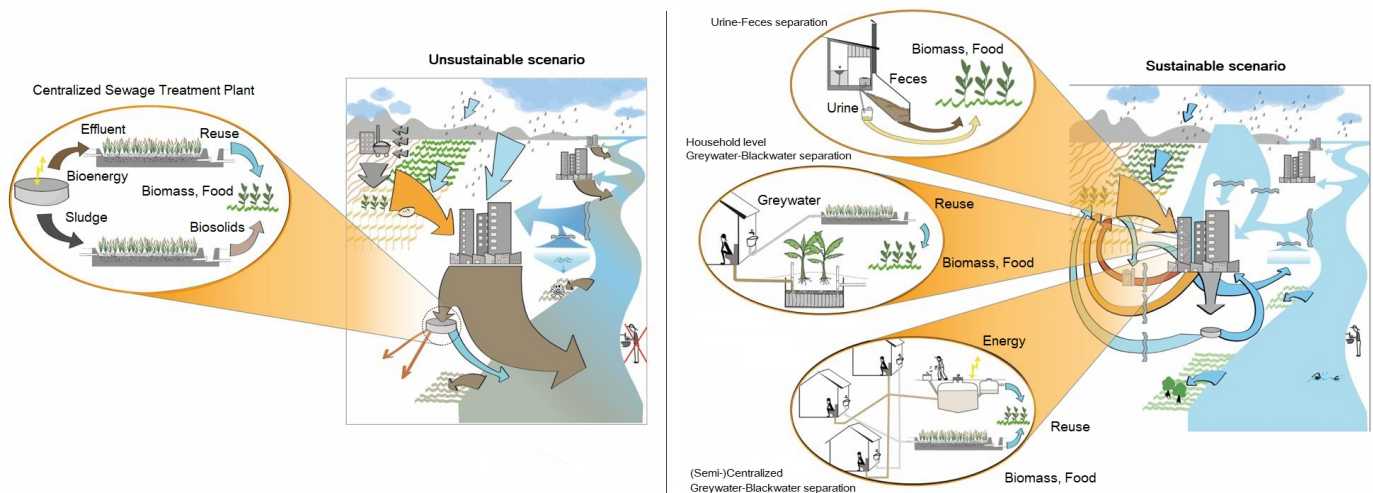 Unsustainable scenario
Centralized Sewage Treatment Plant
Effluent
Reuse
Bioenergy
Biomass, Food
Sludge
Biosolids
Urine-Feces separation
Biomass, Food
Feces
Urine
Sustainable scenario
Household level
Greywater-Blackwater separation
Greywater
Reuse
Biomass, Food
Energy
Reuse
(Semi-)Centralized
Greywater-Blackwater separation
Biomass, Food